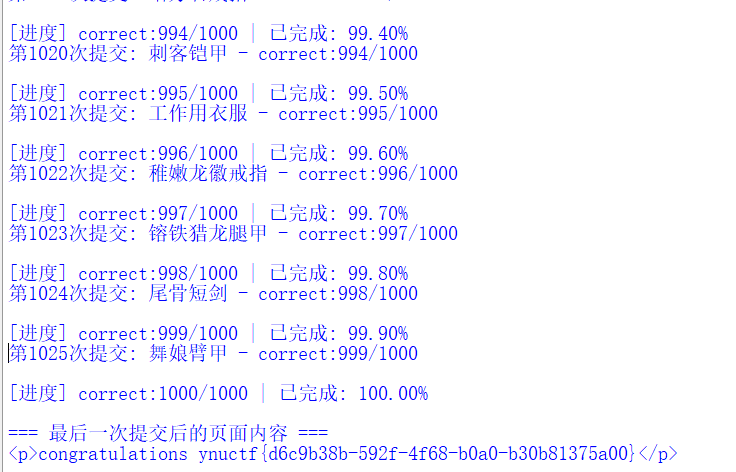 [进度] correct:994/1000 | 已完成: 99.40%
第1020次提交: 刺客铠甲 - correct:994/1000
[进度] correct:995/1000 | 已完成: 99.50%
第1021次提交: 工作用衣服 - correct:995/1000
[进度] correct:996/1000 | 已完成: 99.60%
第1022次提交: 稚嫩龙徽戒指 - correct:996/1000
[进度] correct:997/1000 | 已完成: 99.70%
第1023次提交: 镕铁猎龙腿甲 - correct:997/1000
[进度] correct:998/1000 | 已完成: 99.80%
第1024次提交: 尾骨短剑 - correct:998/1000
[进度] correct:999/1000 | 已完成: 99.90%
第1025次提交: 舞娘臂甲 - correct:999/1000
[进度] correct:1000/1000 | 已完成: 100.00%
=== 最后一次提交后的页面内容 ===
<p>congratulations ynuctf{d6c9b38b-592f-4f68-b0a0-b30b81375a00}</p>